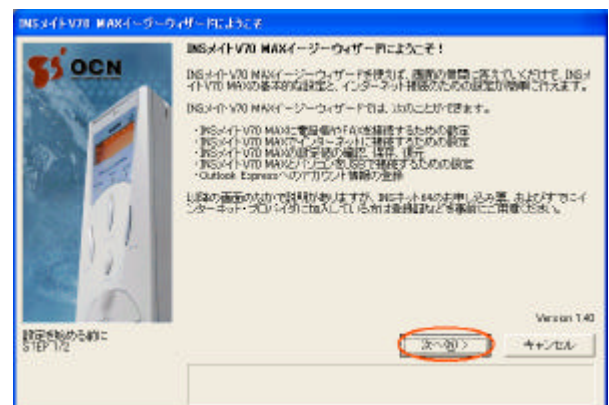 INSメイトV70 MAXイージーウィザードにようこそ
OCN
INSメイトV70 MAXイージーウィザードにようこそ！
INSメイトV70 MAXイージーウィザードを使えば、画面の質問に答えていくだけで、INSメ
イトV70 MAXの基本的な設定と、インターネット接続のための設定が簡単に行えます。
INSメイトV70 MAXイージーウィザードでは、次のことができます。
・INSメイトV70 MAXに電話機やFAXを接続するための設定
・INSメイトV70 MAXでインターネットに接続するための設定
・INSメイトV70 MAXの設定値の確認、保存、復元
・INSメイトV70 MAXとパソコンをUSBで接続するための設定
・Outlook Expressへのアカウント情報の登録
以降の画面のなかで説明がありますが、INSネット64のお申し込み票、およびすでにイ
ンターネット・プロバイダに加入している方は登録証などを事前にご用意ください。
Version 1.40
設定を始める前に
STEP 1/2
次へ(N) >
キャンセル